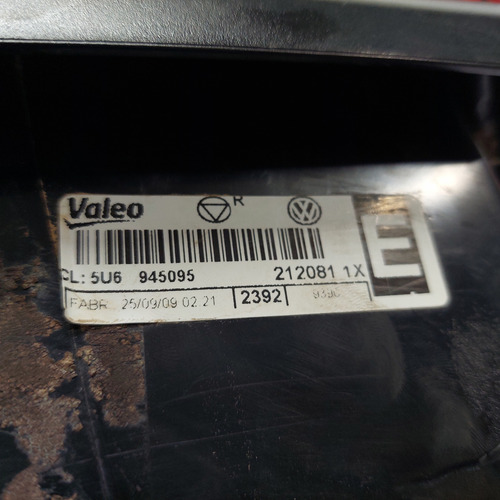 Valeo R
CL: 5U6 945095 212081 1X E
FABR. 25/09/09 02:21 2392